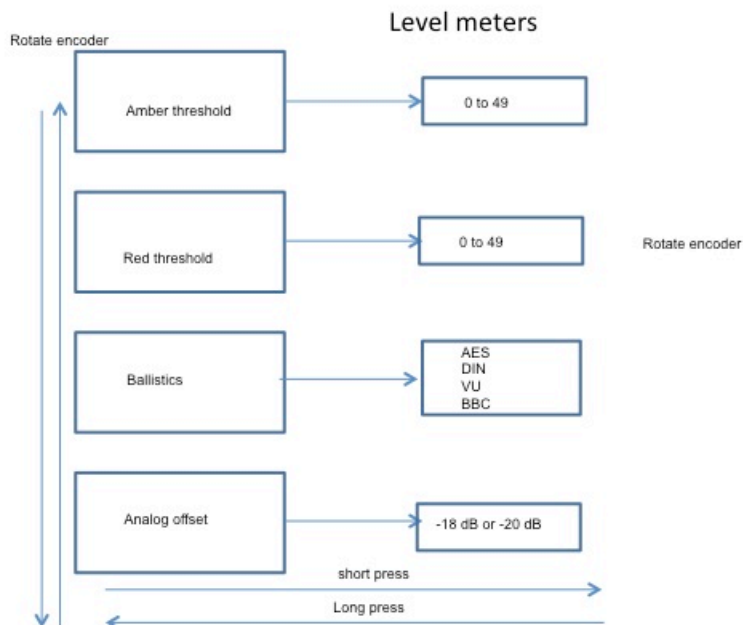 Level meters
Rotate encoder
Amber threshold
0 to 49
Red threshold
0 to 49
Rotate encoder
Ballistics
AES
DIN
VU
BBC
Analog offset
-18 dB or -20 dB
short press
Long press